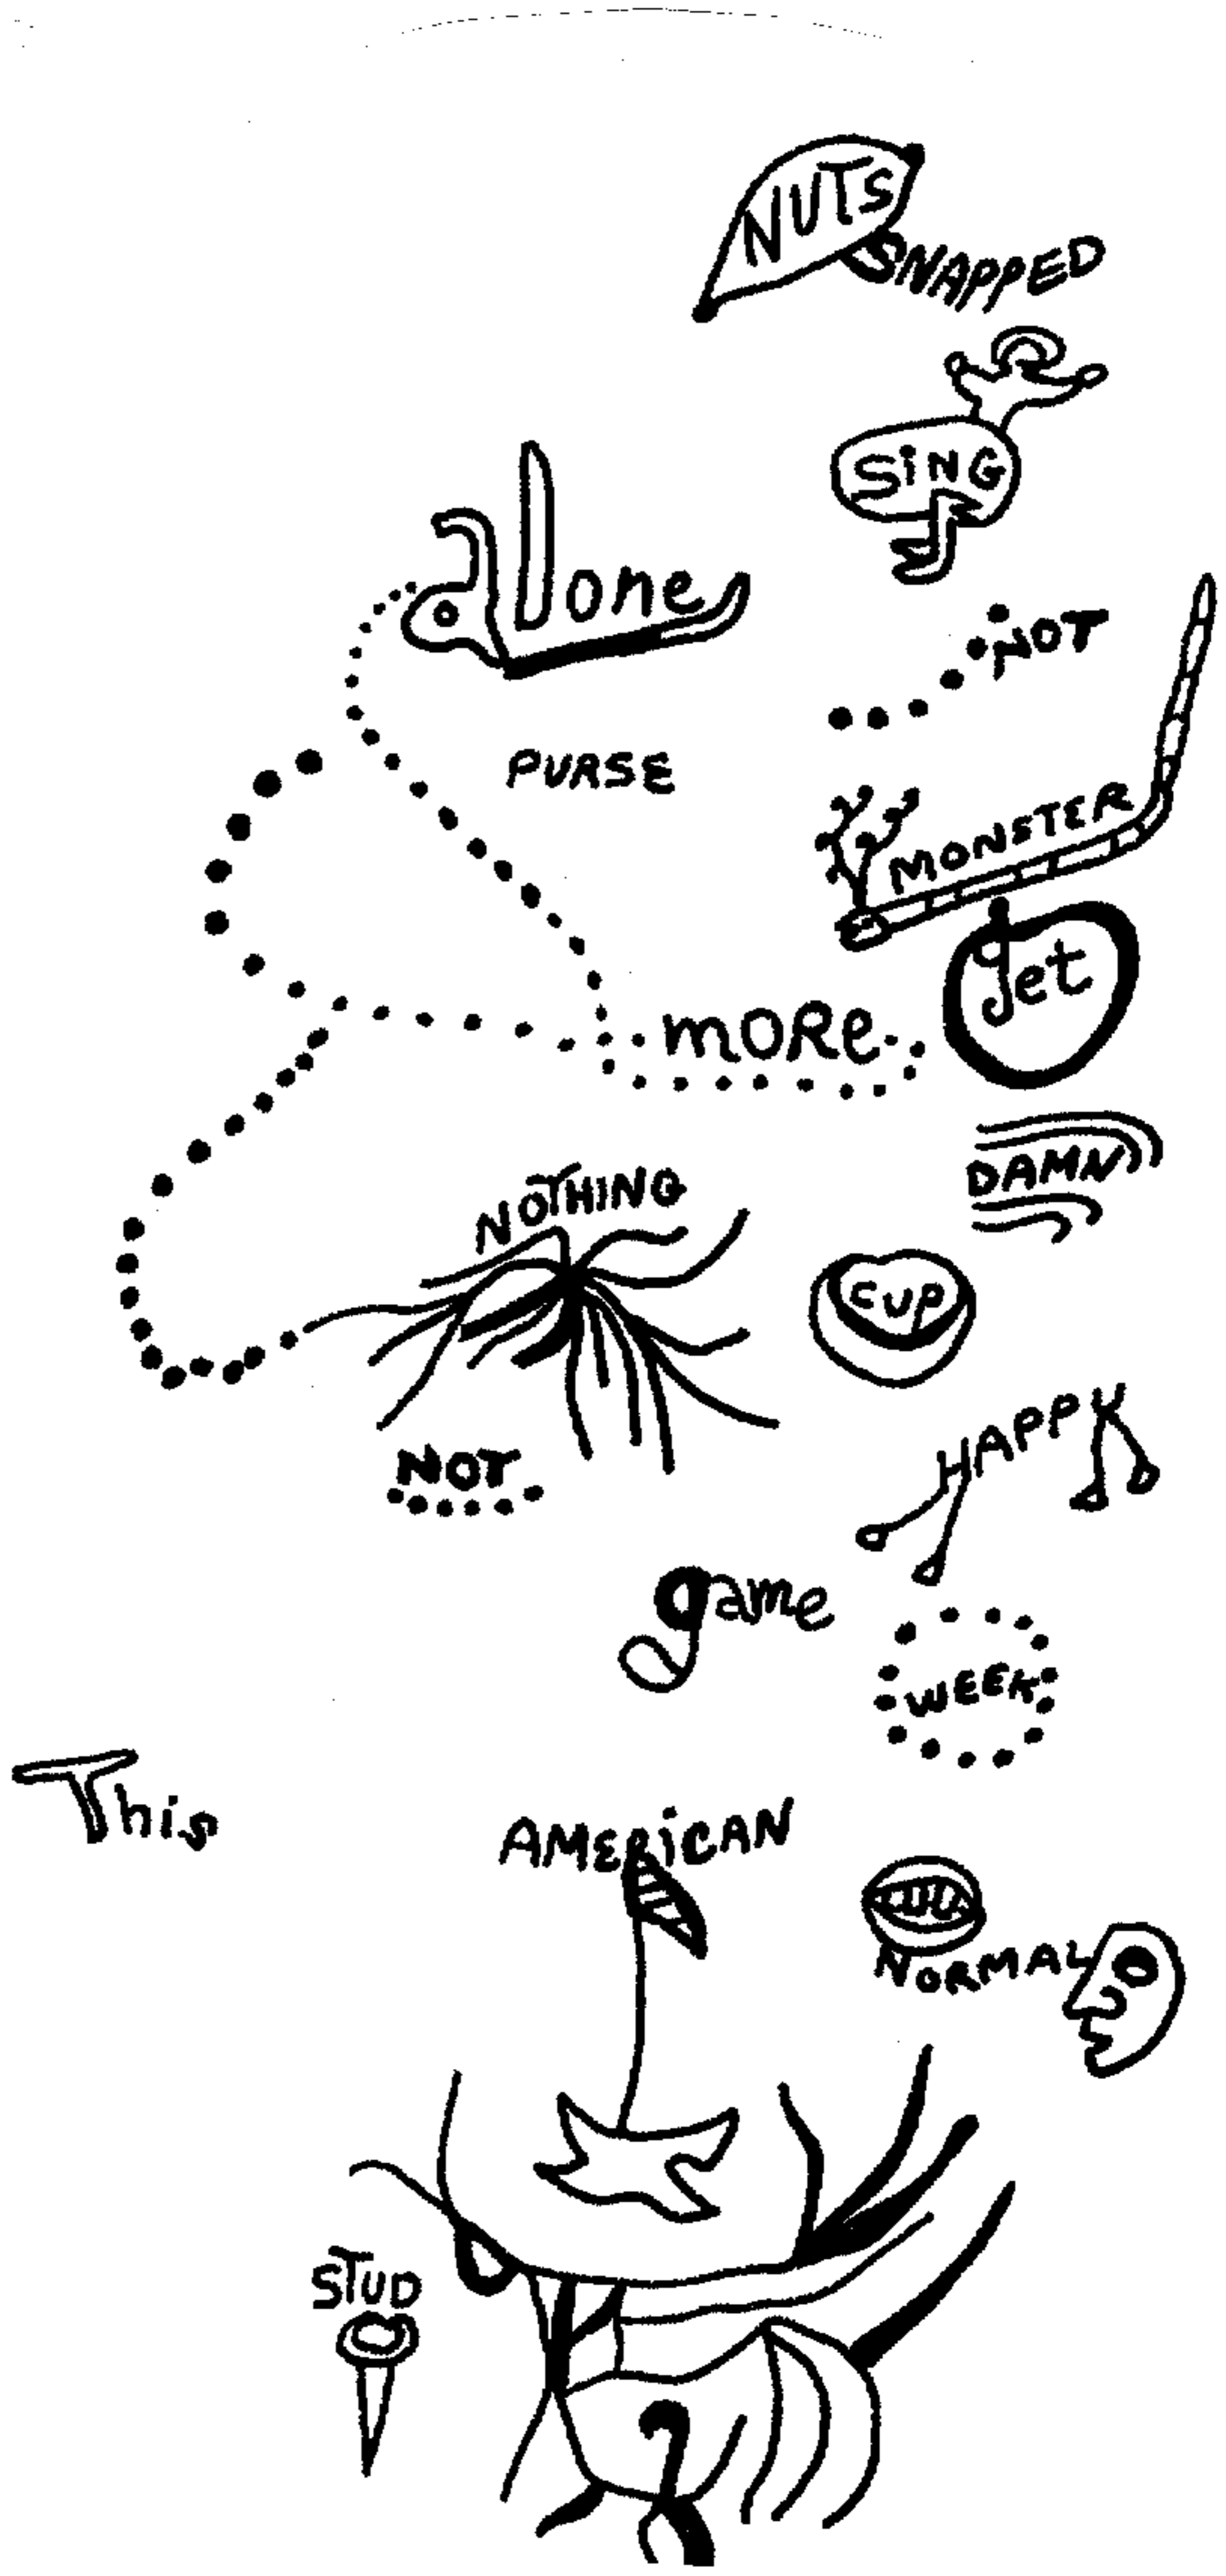 NUTS
SNAPPED
SiNG
Alone
NOT
PURSE
MONSTER
get
mORe
DAMN
NOTHING
CUP
HAPPY
NOT
game
WEEK
This
AMERiCAN
NORMAL
STUD